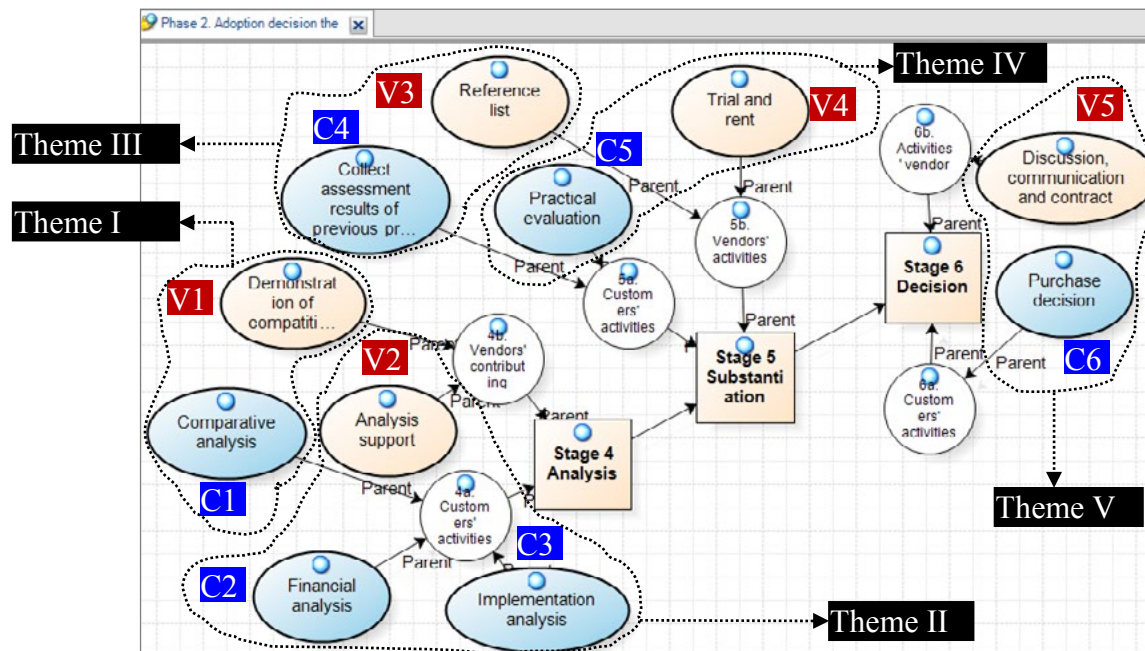 Phase 2. Adoption decision the
Theme IV
V3
Reference
list
Trial and
rent
V4
V5
C4
Theme III
C5
6b.
Activities
' vendor
Discussion,
communication
and contract
Collect
assessment
results of
previous pr...
Parent
Parent
Practical
evaluation
5b. Vendors'
activities
Parent
Theme I
Parent
Stage 6
Decision
Purchase
decision
V1
Demonstrat
ion of
compatiti...
5a.
Custom
ers'
activities
4b. Vendors'
contribut
ing
Parent
Parent
V2
Stage 5
Substanti
ation
Parent
Parent
C6
6a.
Custom
ers'
activities
Comparative
analysis
Analysis
support
Parent
Parent
Stage 4
Analysis
C1
Parent
4a.
Custom
ers'
activities
Theme V
C3
Parent
Parent
C2
Financial
analysis
Implementation
analysis
Theme II